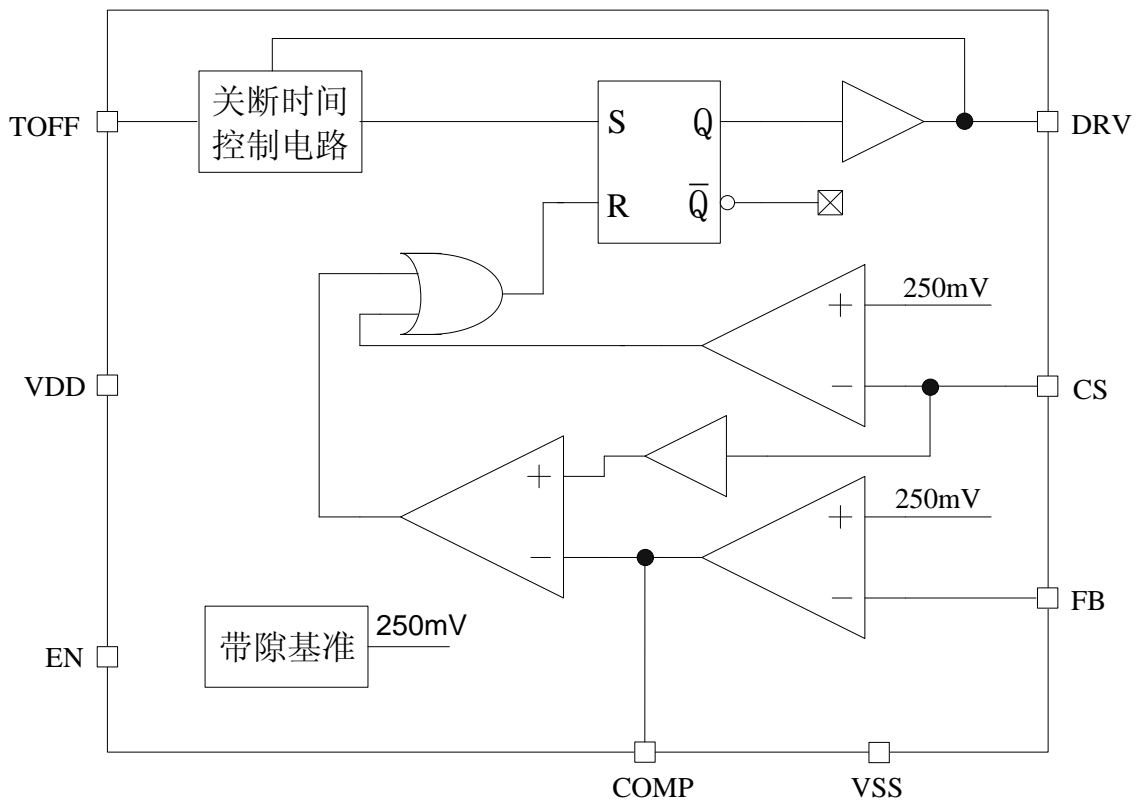 关断时间
控制电路
TOFF
S
Q
DRV
R
Q̅
+
250mV
VDD
−
CS
+
+
250mV
−
−
FB
带隙基准
250mV
EN
COMP
VSS